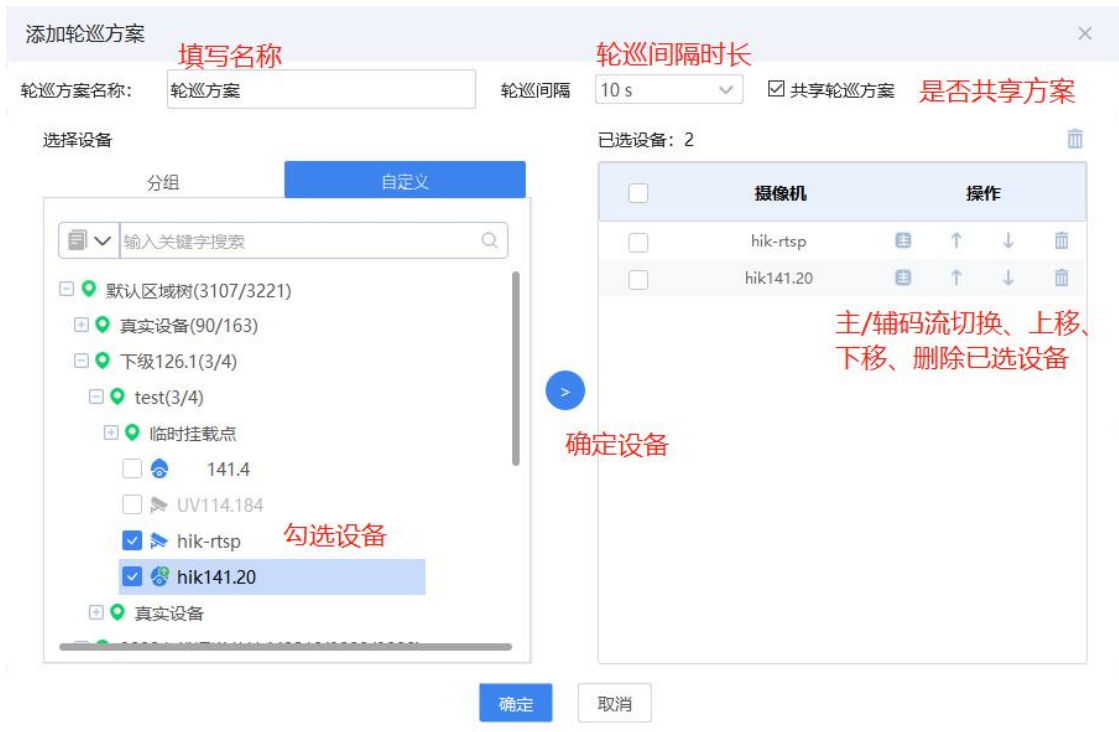 添加轮巡方案
填写名称
轮巡间隔时长
轮巡方案名称：
轮巡方案
轮巡间隔
10 s
共享轮巡方案
是否共享方案
选择设备
已选设备：2
分组
自定义
摄像机
操作
输入关键字搜索
hik-rtsp
主
hik141.20
主
主/辅码流切换、上移、
下移、删除已选设备
默认区域树(3107/3221)
真实设备(90/163)
下级126.1(3/4)
test(3/4)
>
临时挂载点
确定设备
141.4
UV114.184
hik-rtsp
勾选设备
hik141.20
真实设备
确定
取消